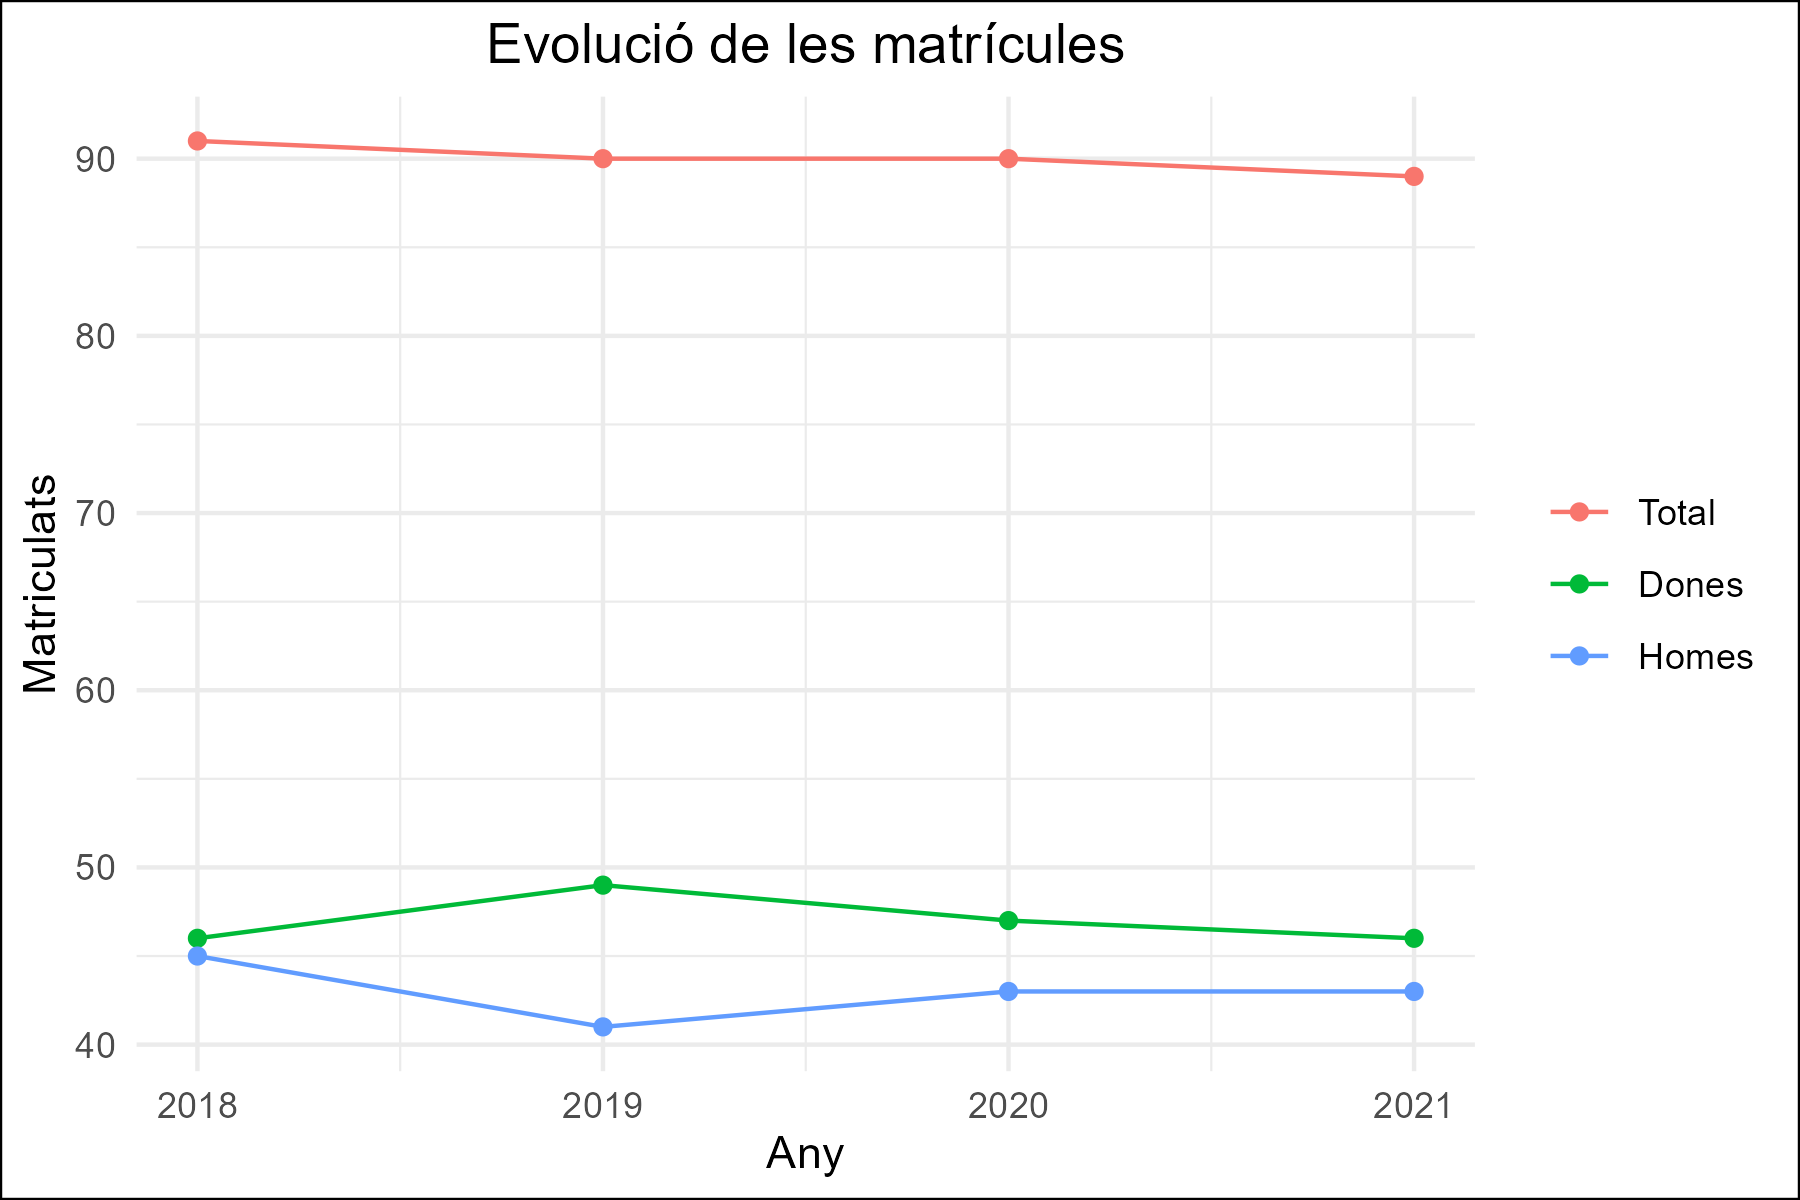 Evolució de les matrícules
Matriculats
90
80
70
60
50
40
2018
2019
2020
2021
Any
Total
Dones
Homes